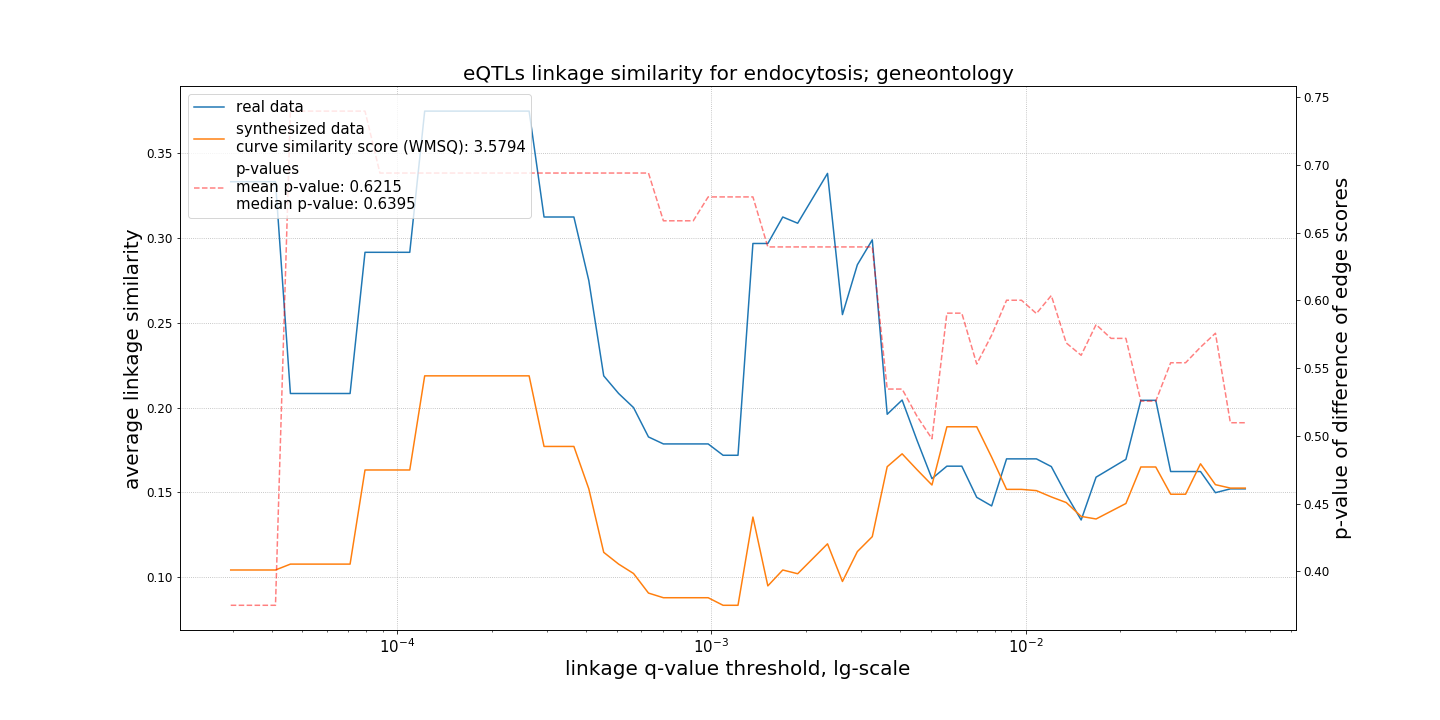 eQTLs linkage similarity for endocytosis; geneontology
real data
synthesized data
curve similarity score (WMSQ): 3.5794
p-values
mean p-value: 0.6215
median p-value: 0.6395
average linkage similarity
0.35
0.30
0.25
0.20
0.15
0.10
10⁻⁴
10⁻³
10⁻²
linkage q-value threshold, lg-scale
0.75
0.70
0.65
0.60
0.55
0.50
0.45
0.40
p-value of difference of edge scores